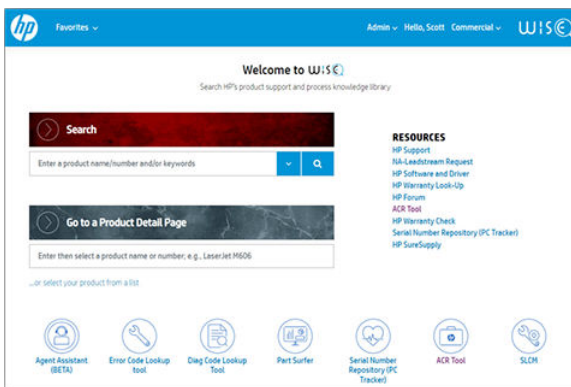 hp
Favorites
Admin
Hello, Scott
Commercial
WISE
Welcome to WISE
Search HP's product support and process knowledge library
Search
Enter a product name/number and/or keywords
Go to a Product Detail Page
Enter then select a product name or number; e.g., LaserJet M606
...or select your product from a list
RESOURCES
HP Support
NA-Leadstream Request
HP Software and Driver
HP Warranty Look-Up
HP Forum
ACR Tool
HP Warranty Check
Serial Number Repository (PC Tracker)
HP SureSupply
Agent Assistant
(BETA)
Error Code Lookup
tool
Diag Code Lookup
Tool
Part Surfer
Serial Number
Repository (PC
Tracker)
ACR Tool
SLCM